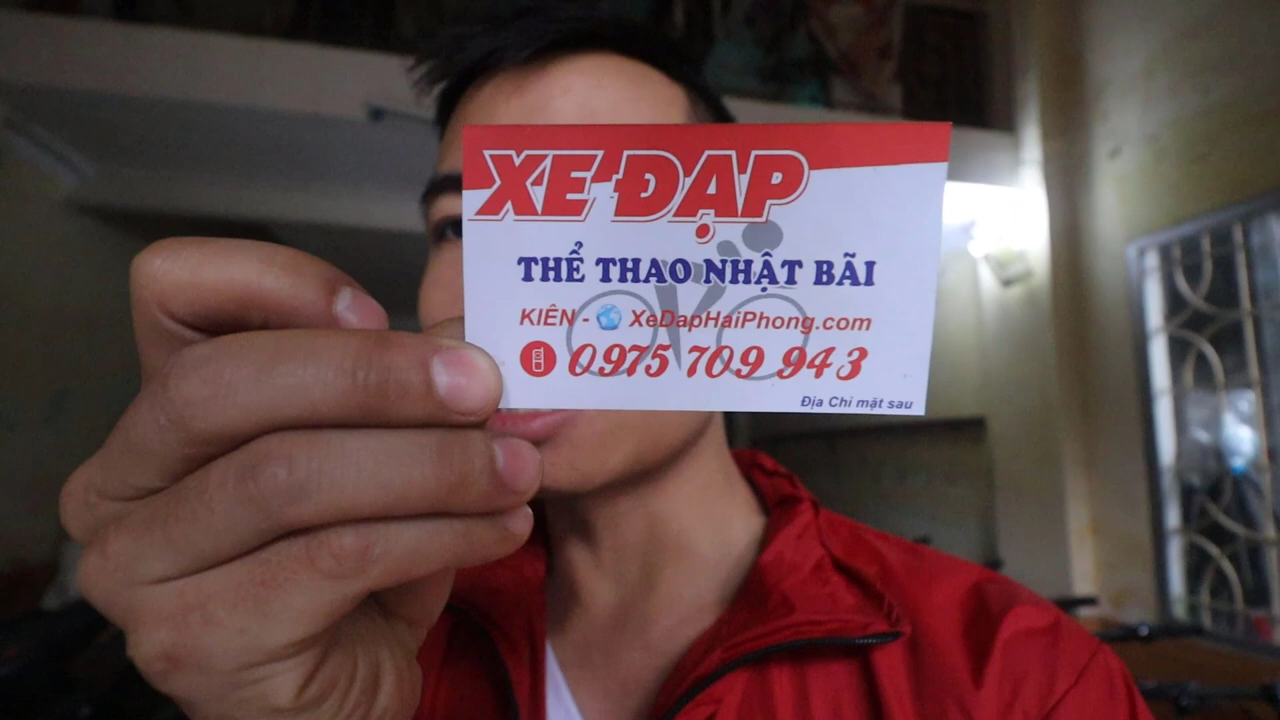 XE ĐẠP
THỂ THAO NHẬT BÃI
KIÊN - XeDapHaiPhong.com
0975 709 943
Địa Chỉ mặt sau